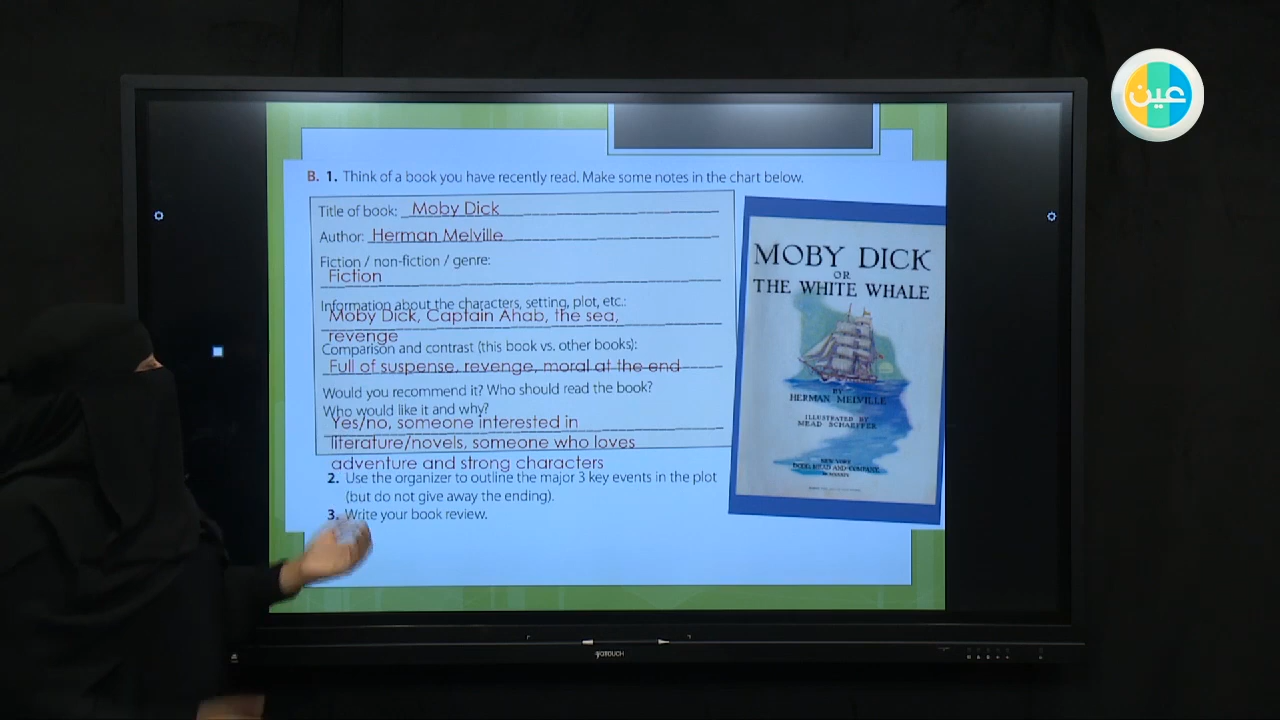 عين
B. 1. Think of a book you have recently read. Make some notes in the chart below.
Title of book: Moby Dick
Author: Herman Melville
Fiction / non-fiction / genre:
Fiction
Information about the characters, setting, plot, etc.:
Moby Dick, Captain Ahab, the sea,
revenge
Comparison and contrast (this book vs. other books):
Full of suspense, revenge, moral at the end
Would you recommend it? Who should read the book?
Who would like it and why?
Yes/no, someone interested in
literature/novels, someone who loves
adventure and strong characters
2. Use the organizer to outline the major 3 key events in the plot
(but do not give away the ending).
3. Write your book review.
MOBY DICK
OR
THE WHITE WHALE
BY
HERMAN MELVILLE
ILLUSTRATED BY
MEAD SCHAEFFER
NEW YORK
DODD, MEAD AND COMPANY